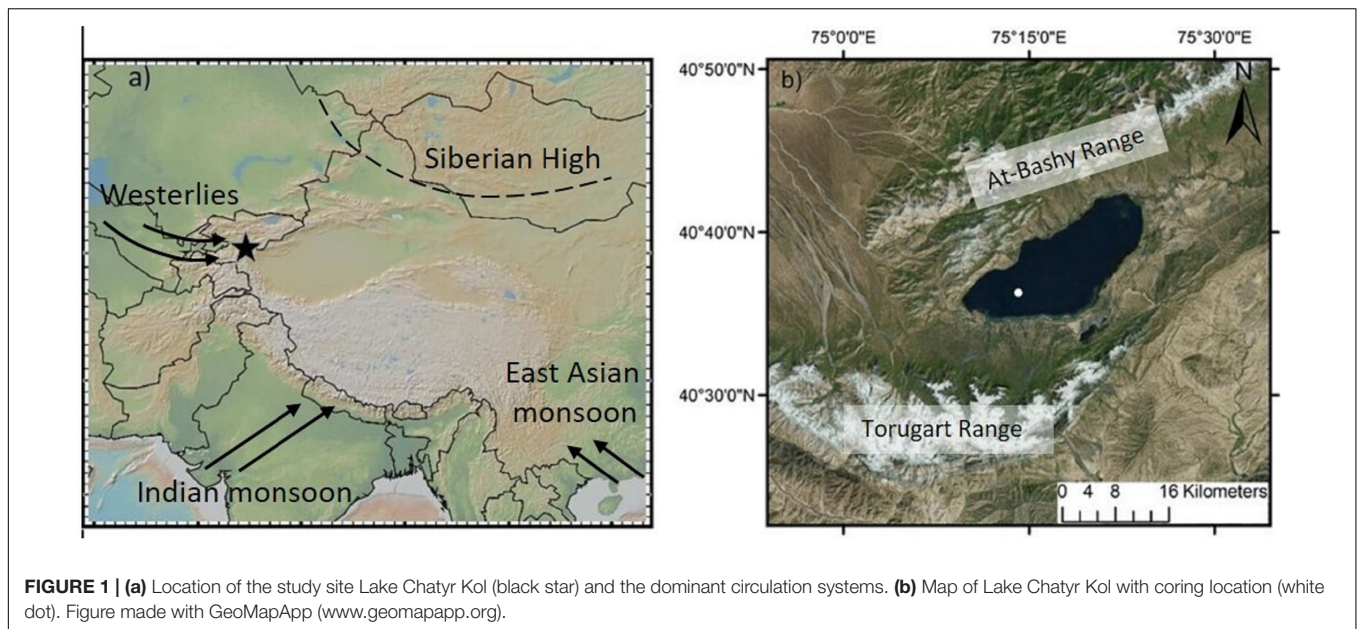 a)
Siberian High
Westerlies
East Asian
monsoon
Indian monsoon
75°0'0"E 75°15'0"E 75°30'0"E
40°50'0"N
b)
N
At-Bashy Range
40°40'0"N
40°30'0"N
Torugart Range
0 4 8 16 Kilometers
FIGURE 1 | (a) Location of the study site Lake Chatyr Kol (black star) and the dominant circulation systems. (b) Map of Lake Chatyr Kol with coring location (white
dot). Figure made with GeoMapApp (www.geomapapp.org).